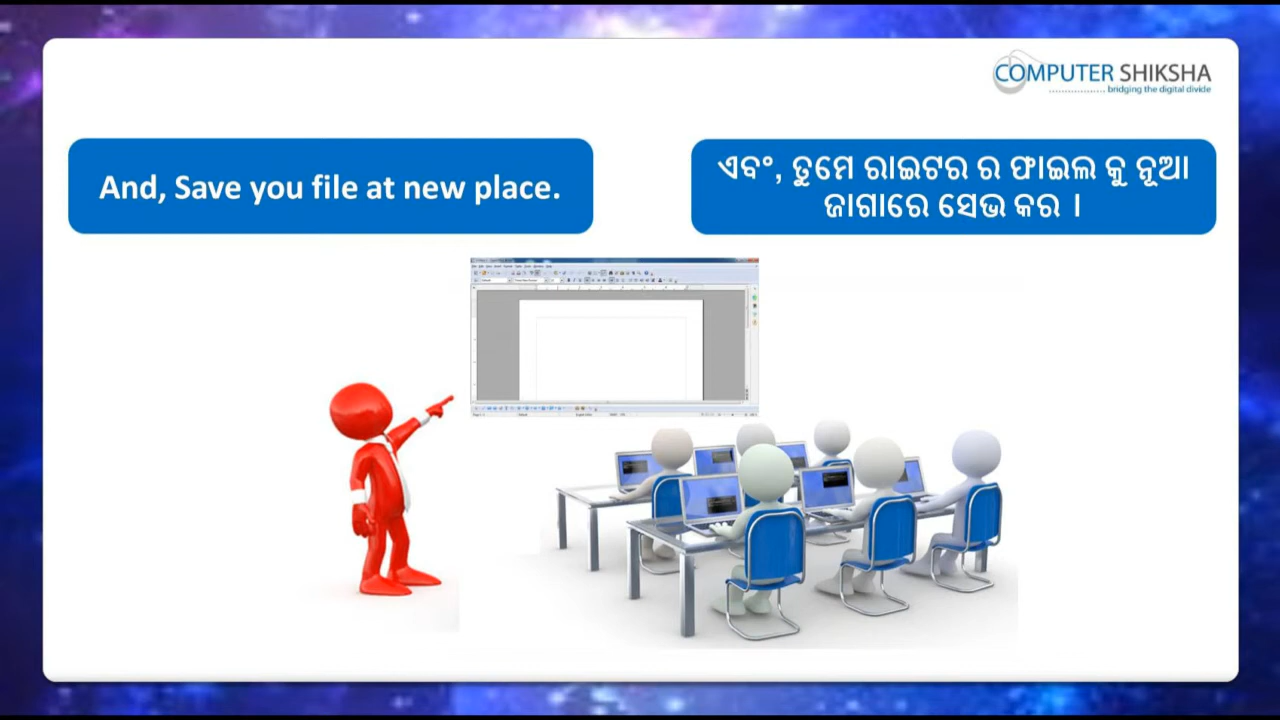 COMPUTER SHIKSHA
bridging the digital divide
And, Save you file at new place.
ଏବଂ, ତୁମେ ରାଇଟର ର ଫାଇଲ କୁ ନୂଆ
ଜାଗାରେ ସେଭ କର ।